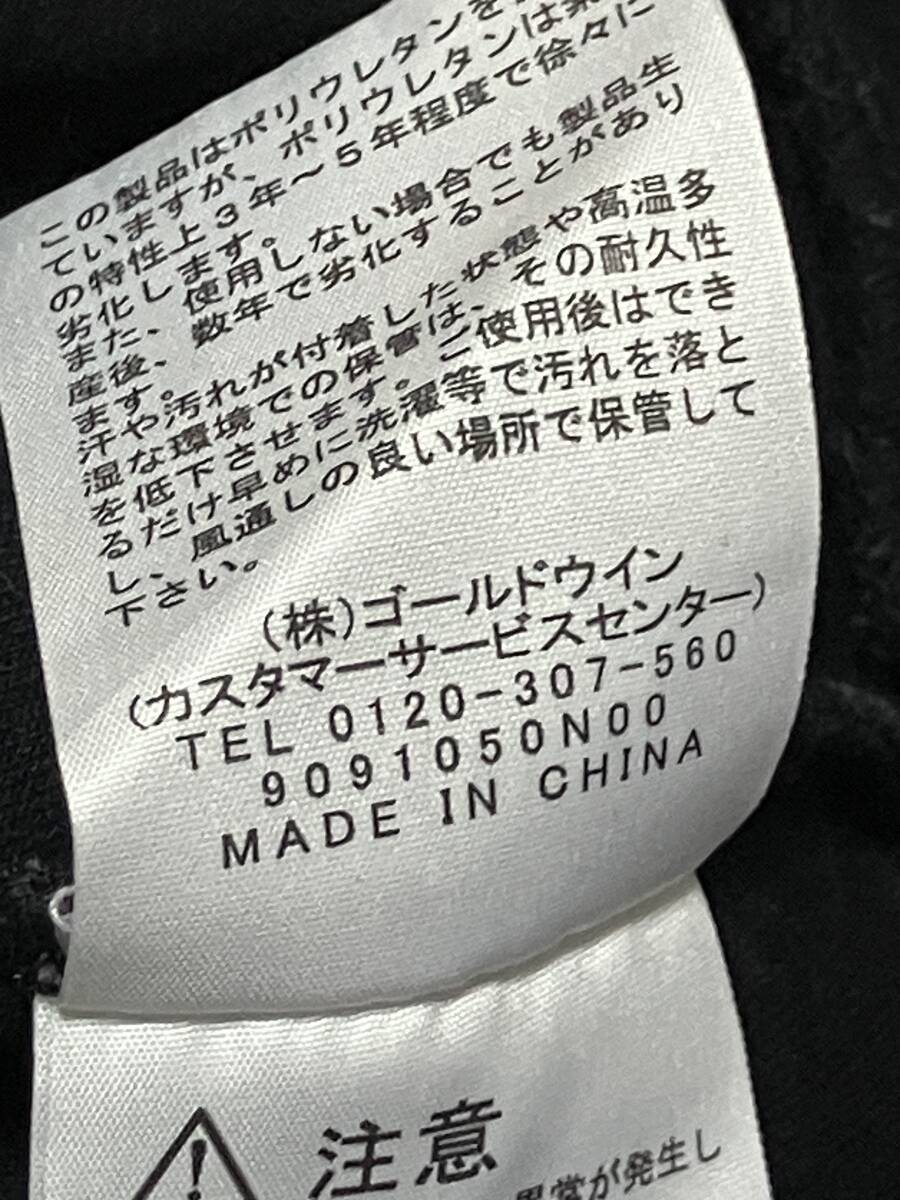 この製品はポリウレタンを
ていますが、ポリウレタンは素
の特性上3年〜5年程度で徐々に
劣化します。
また、使用しない場合でも製品生
産後、数年で劣化することがあり
ます。
汗や汚れが付着した状態や高温多
湿な環境での保管は、その耐久性
を低下させます。ご使用後はでき
るだけ早めに洗濯等で汚れを落と
し、風通しの良い場所で保管して
下さい。
(株)ゴールドウイン
(カスタマーサービスセンター)
TEL 0120-307-560
9091050N00
MADE IN CHINA
注意
異常が発生し